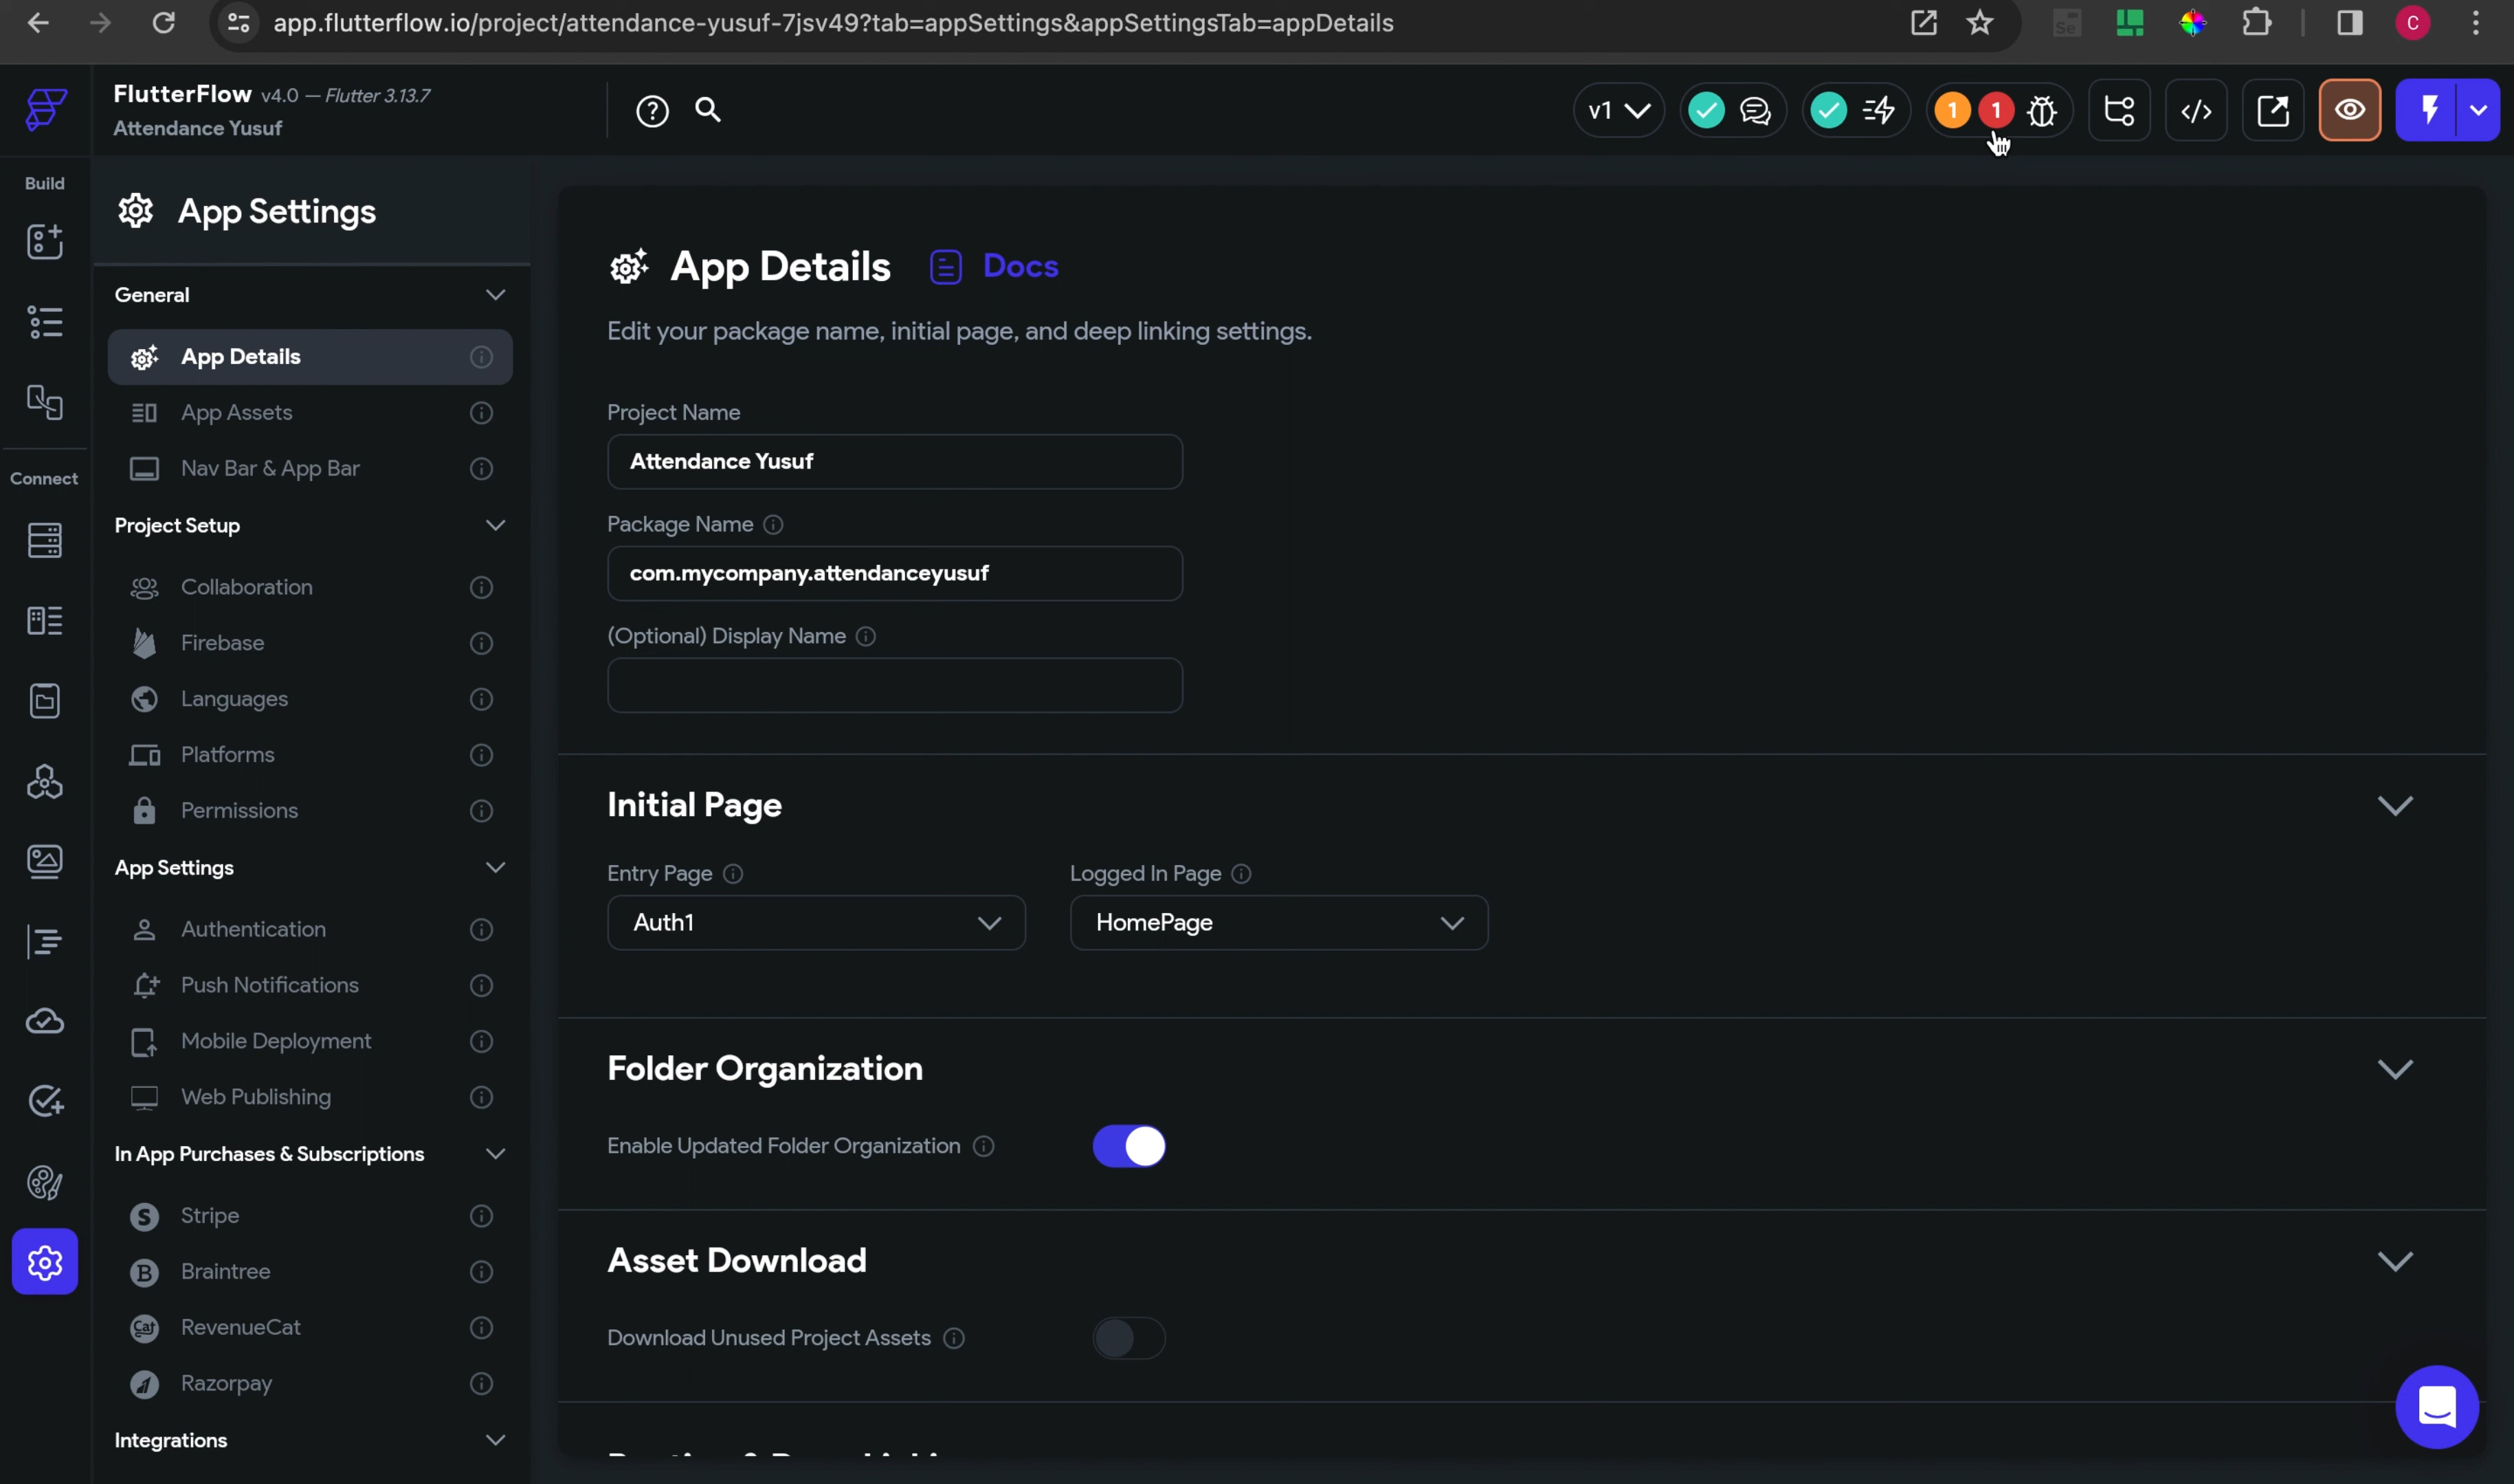 app.flutterflow.io/project/attendance-yusuf-7jsv49?tab=appSettings&appSettingsTab=appDetails
C
FlutterFlow v4.0 — Flutter 3.13.7
Attendance Yusuf
v1
1 1
Build
Connect
App Settings
General
App Details
App Assets
Nav Bar & App Bar
Project Setup
Collaboration
Firebase
Languages
Platforms
Permissions
App Settings
Authentication
Push Notifications
Mobile Deployment
Web Publishing
In App Purchases & Subscriptions
Stripe
Braintree
RevenueCat
Razorpay
Integrations
App Details Docs
Edit your package name, initial page, and deep linking settings.
Project Name
Attendance Yusuf
Package Name
com.mycompany.attendanceyusuf
(Optional) Display Name
Initial Page
Entry Page Logged In Page
Auth1 HomePage
Folder Organization
Enable Updated Folder Organization
Asset Download
Download Unused Project Assets